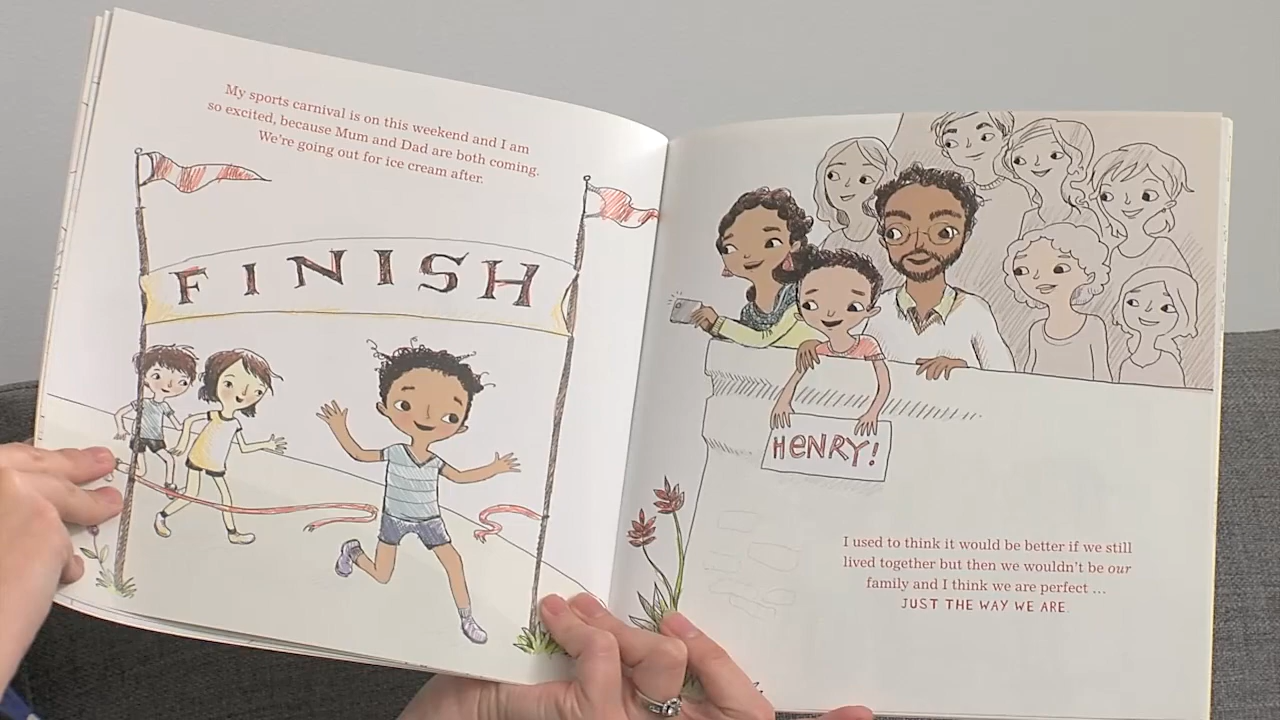 My sports carnival is on this weekend and I am
so excited, because Mum and Dad are both coming.
We're going out for ice cream after.
FINISH
HENRY!
I used to think it would be better if we still
lived together but then we wouldn't be our
family and I think we are perfect ...
JUST THE WAY WE ARE.